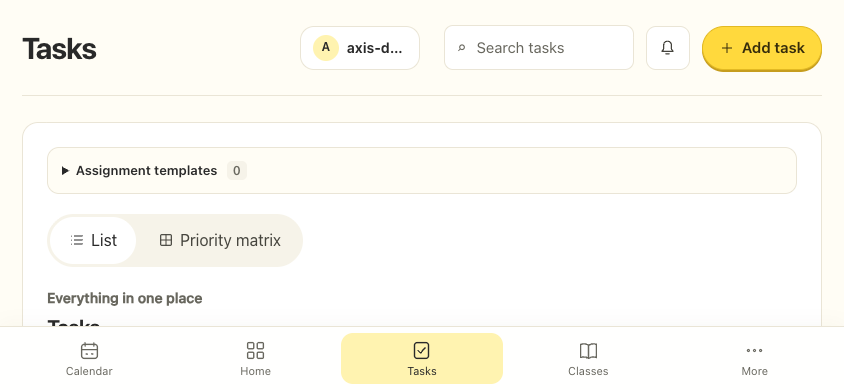 Tasks
A axis-d...
Search tasks
Add task
Assignment templates 0
List
Priority matrix
Everything in one place
Tasks
Calendar
Home
Tasks
Classes
More